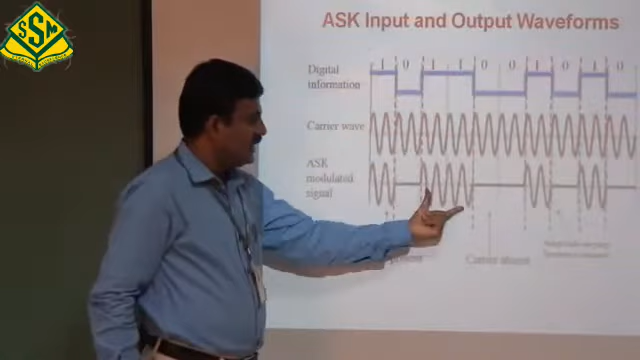 SSM
ASK Input and Output Waveforms
1 0 1 1 0 0 1 0 1 0
Digital
information
Carrier wave
ASK
modulated
signal
Carrier absent